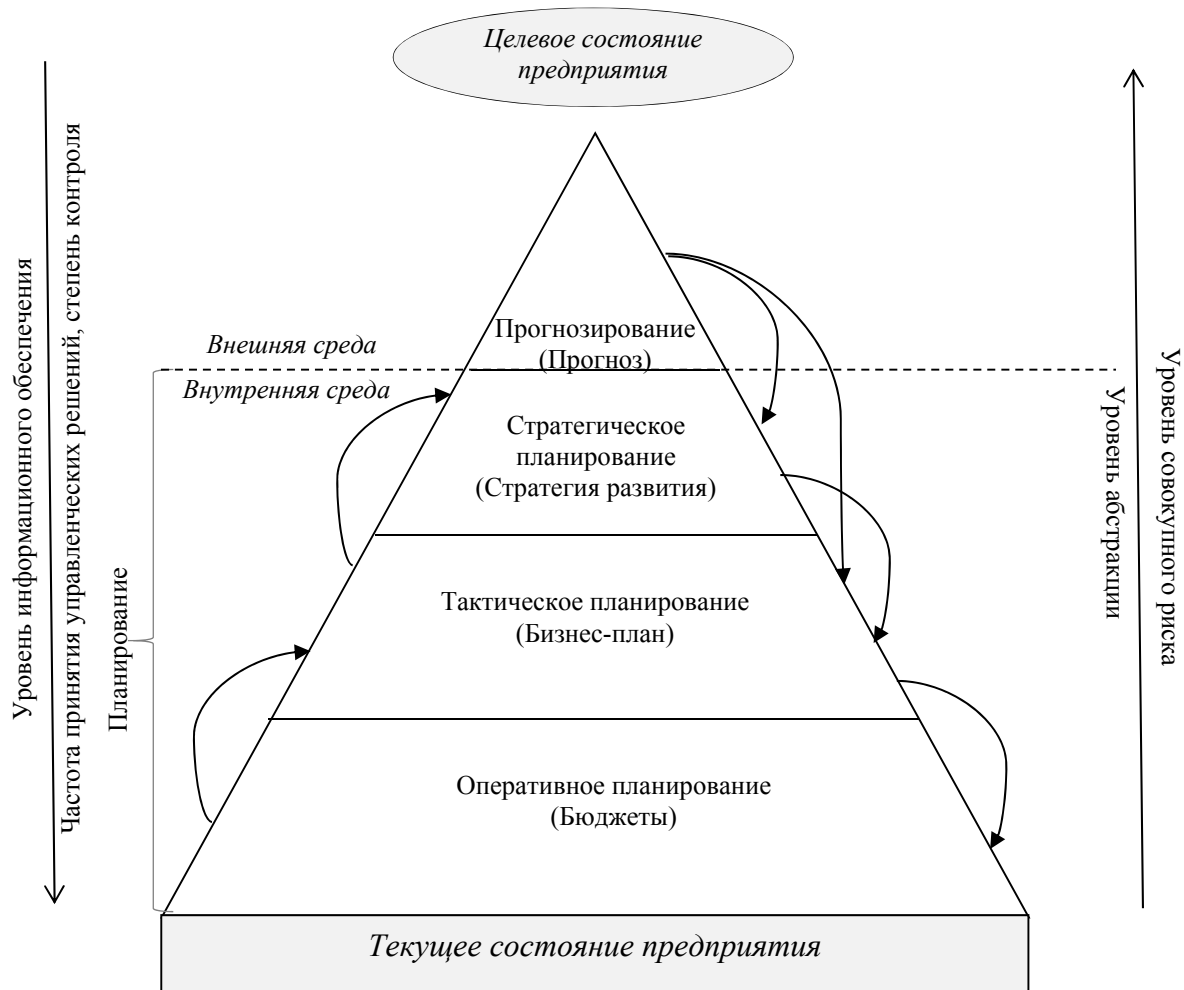 Целевое состояние
предприятия
Уровень информационного обеспечения
Частота принятия управленческих решений, степень контроля
Планирование
Внешняя среда
Внутренняя среда
Прогнозирование
(Прогноз)
Стратегическое
планирование
(Стратегия развития)
Тактическое планирование
(Бизнес-план)
Оперативное планирование
(Бюджеты)
Уровень абстракции
Уровень совокупного риска
Текущее состояние предприятия